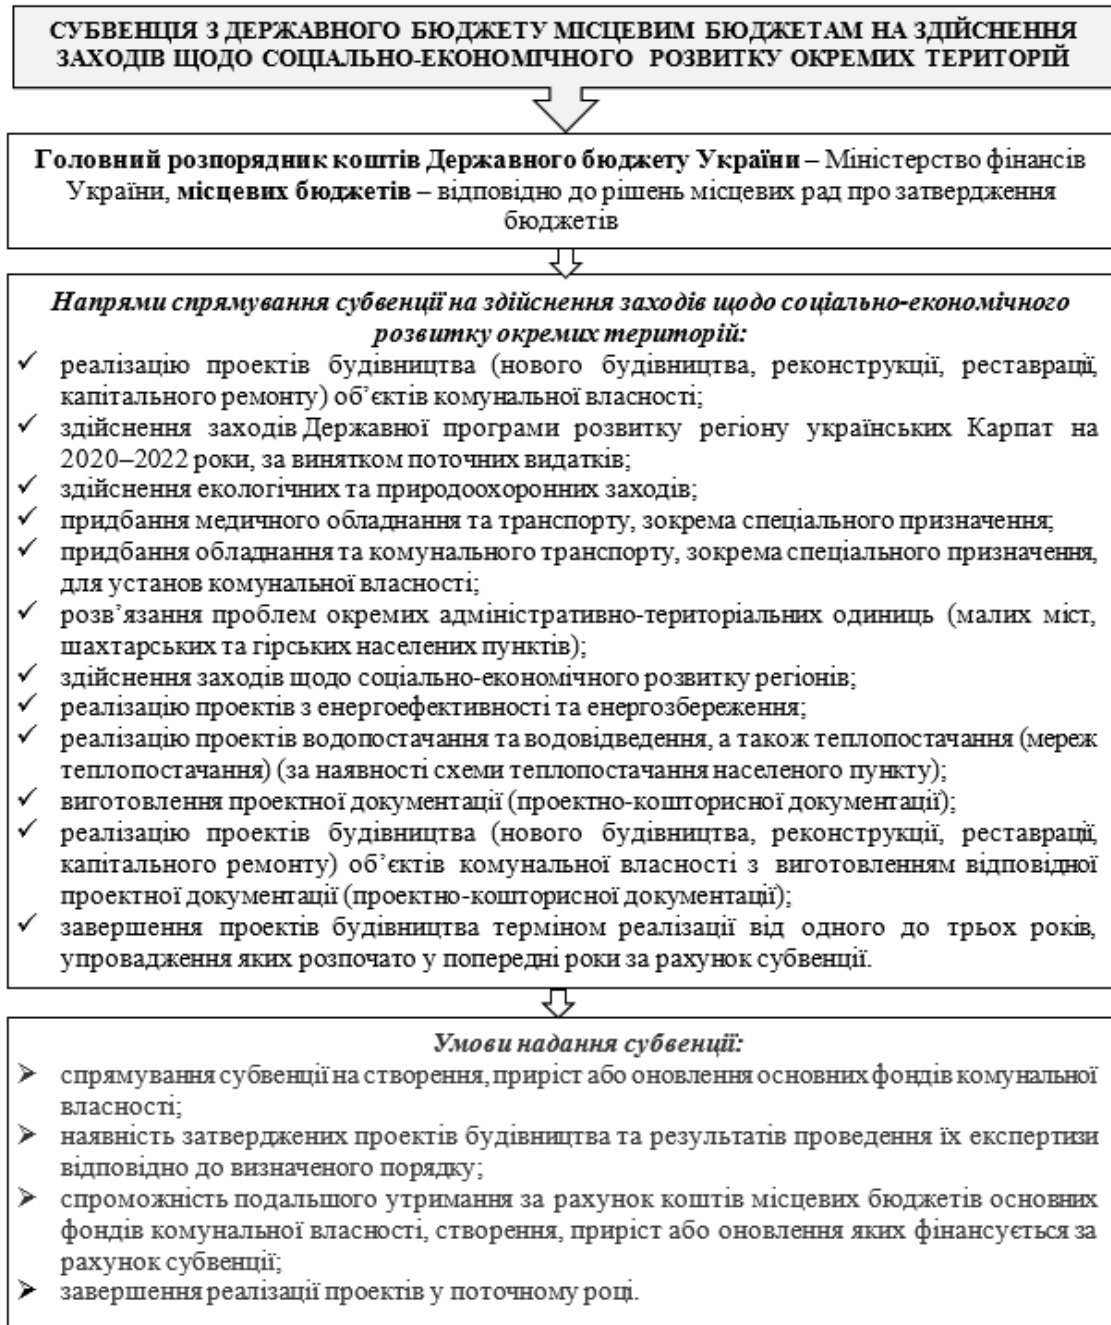 СУБВЕНЦІЯ З ДЕРЖАВНОГО БЮДЖЕТУ МІСЦЕВИМ БЮДЖЕТАМ НА ЗДІЙСНЕННЯ
ЗАХОДІВ ЩОДО СОЦІАЛЬНО-ЕКОНОМІЧНОГО РОЗВИТКУ ОКРЕМИХ ТЕРИТОРІЙ
Головний розпорядник коштів Державного бюджету України – Міністерство фінансів
України, місцевих бюджетів – відповідно до рішень місцевих рад про затвердження
бюджетів
Напрями спрямування субвенції на здійснення заходів щодо соціально-економічного
розвитку окремих територій:
✓ реалізацію проектів будівництва (нового будівництва, реконструкції, реставрації,
капітального ремонту) об’єктів комунальної власності;
✓ здійснення заходів Державної програми розвитку регіону українських Карпат на
2020–2022 роки, за винятком поточних видатків;
✓ здійснення екологічних та природоохоронних заходів;
✓ придбання медичного обладнання та транспорту, зокрема спеціального призначення;
✓ придбання обладнання та комунального транспорту, зокрема спеціального призначення,
для установ комунальної власності;
✓ розв’язання проблем окремих адміністративно-територіальних одиниць (малих міст,
шахтарських та гірських населених пунктів);
✓ здійснення заходів щодо соціально-економічного розвитку регіонів;
✓ реалізацію проектів з енергоефективності та енергозбереження;
✓ реалізацію проектів водопостачання та водовідведення, а також теплопостачання (мереж
теплопостачання) (за наявності схеми теплопостачання населеного пункту);
✓ виготовлення проектної документації (проектно-кошторисної документації);
✓ реалізацію проектів будівництва (нового будівництва, реконструкції, реставрації,
капітального ремонту) об’єктів комунальної власності з виготовленням відповідної
проектної документації (проектно-кошторисної документації);
✓ завершення проектів будівництва терміном реалізації від одного до трьох років,
упровадження яких розпочато у попередні роки за рахунок субвенції.
Умови надання субвенції:
➢ спрямування субвенції на створення, приріст або оновлення основних фондів комунальної
власності;
➢ наявність затверджених проектів будівництва та результатів проведення їх експертизи
відповідно до визначеного порядку;
➢ спроможність подальшого утримання за рахунок коштів місцевих бюджетів основних
фондів комунальної власності, створення, приріст або оновлення яких фінансується за
рахунок субвенції;
➢ завершення реалізації проектів у поточному році.